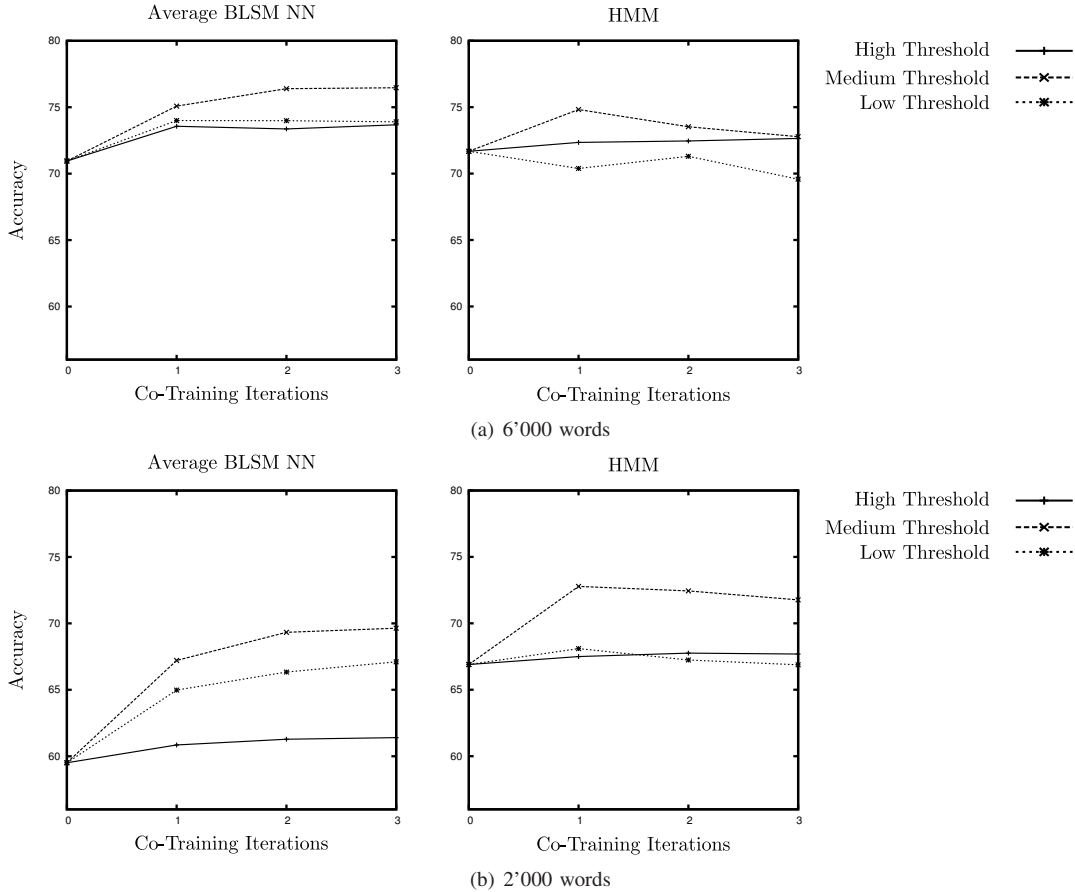 Average BLSM NN
HMM
High Threshold
Medium Threshold
Low Threshold
Accuracy
80
75
70
65
60
0 1 2 3
Co-Training Iterations
0 1 2 3
80
75
70
65
60
Co-Training Iterations
(a) 6'000 words
Average BLSM NN
HMM
High Threshold
Medium Threshold
Low Threshold
Accuracy
80
75
70
65
60
0 1 2 3
Co-Training Iterations
80
75
70
65
60
0 1 2 3
Co-Training Iterations
(b) 2'000 words